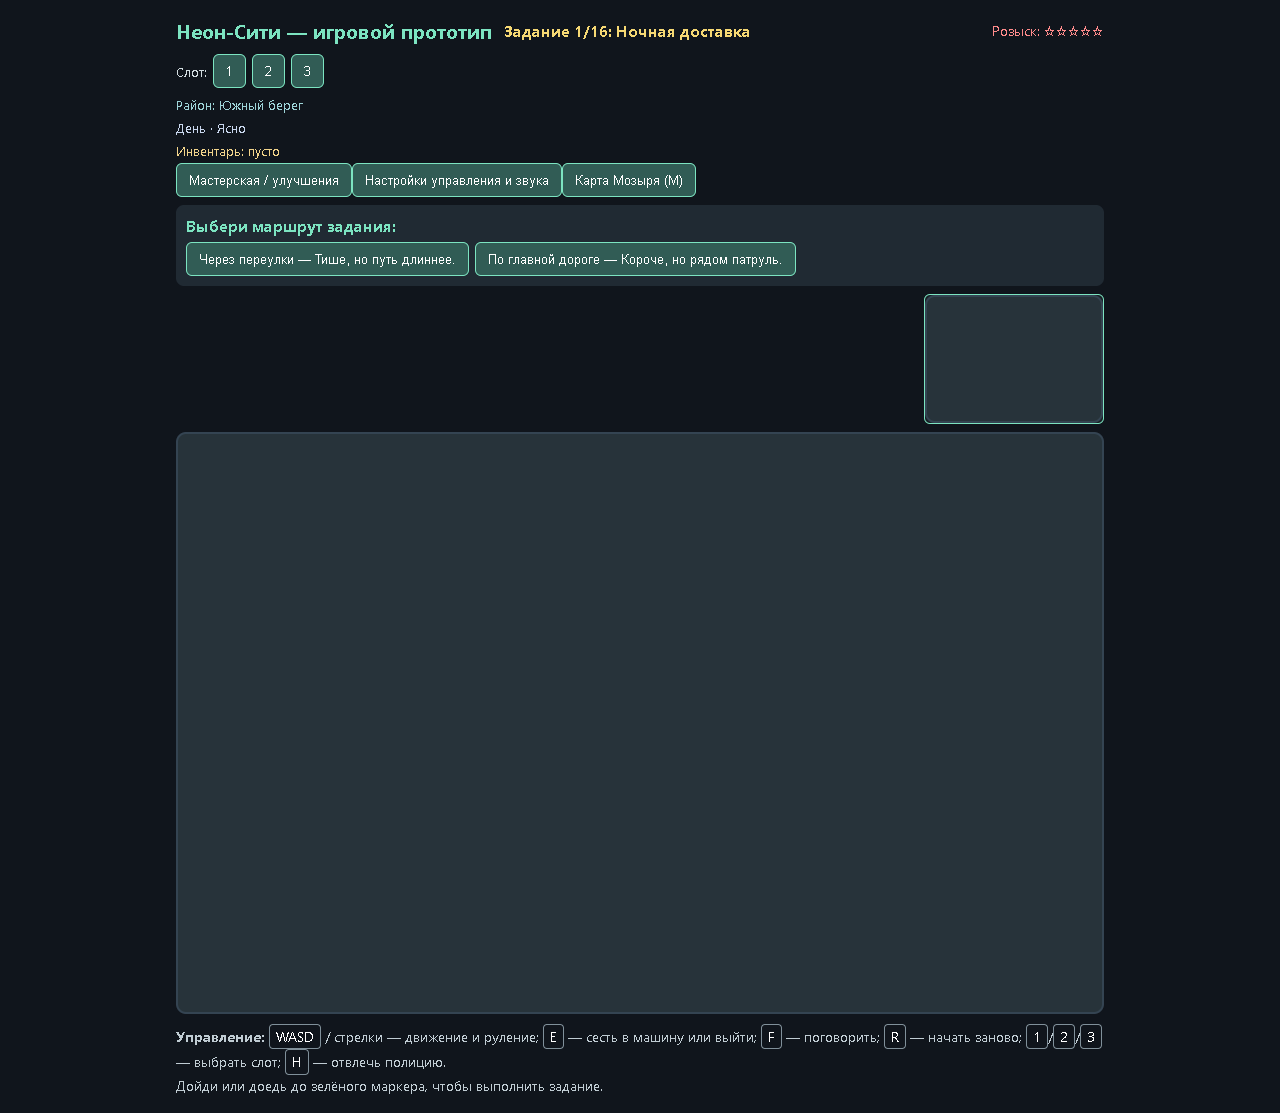 Неон-Сити — игровой прототип Задание 1/16: Ночная доставка Розыск: ☆☆☆☆☆
Слот: 1 2 3
Район: Южный берег
День · Ясно
Инвентарь: пусто
Мастерская / улучшения Настройки управления и звука Карта Мозыря (M)
Выбери маршрут задания:
Через переулки — Тише, но путь длиннее. По главной дороге — Короче, но рядом патруль.
Управление: WASD / стрелки — движение и руление; E — сесть в машину или выйти; F — поговорить; R — начать заново; 1/2/3
— выбрать слот; H — отвлечь полицию.
Дойди или доедь до зелёного маркера, чтобы выполнить задание.